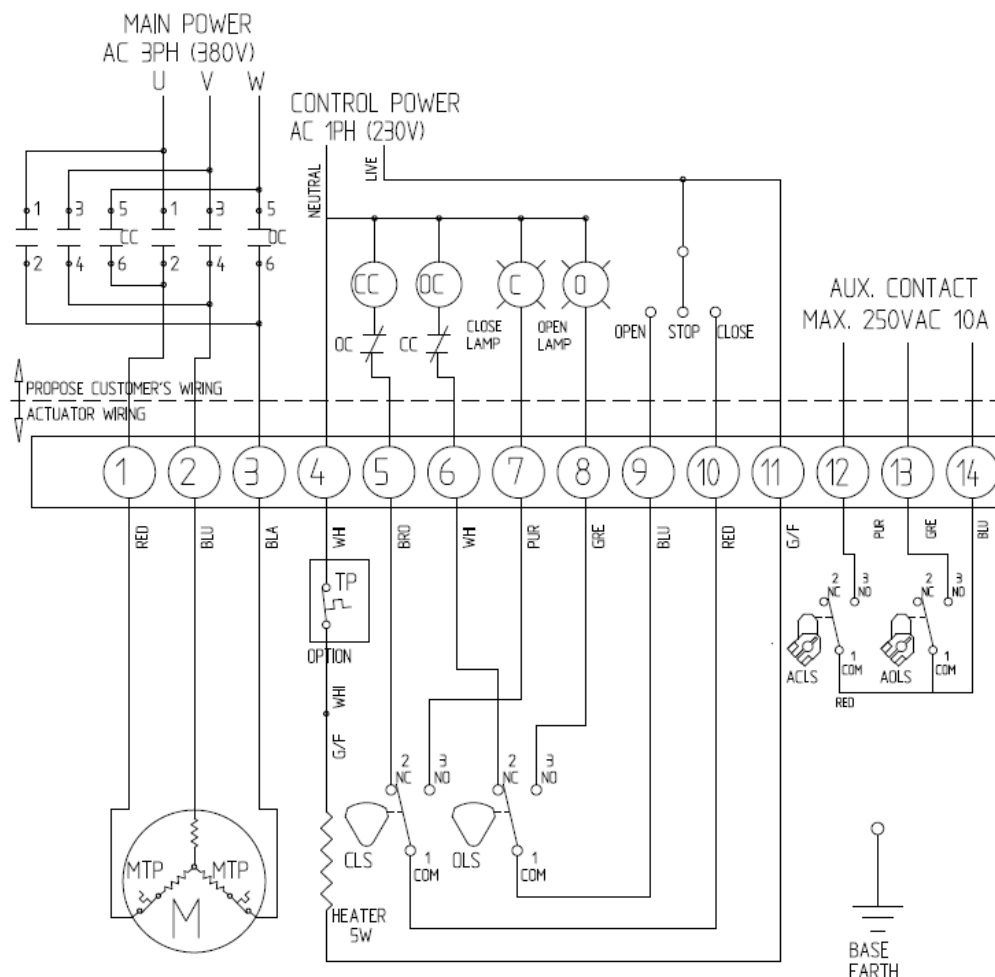 MAIN POWER
AC 3PH (380V)
U V W
CONTROL POWER
AC 1PH (230V)
NEUTRAL
LIVE
1 3 5 1 3 5
CC OC
2 4 6 2 4 6
CC OC C O
OC CC
CLOSE LAMP
OPEN LAMP
OPEN STOP CLOSE
AUX. CONTACT
MAX. 250VAC 10A
PROPOSE CUSTOMER'S WIRING
ACTUATOR WIRING
1 2 3 4 5 6 7 8 9 10 11 12 13 14
RED BLU BLA WH BRO WH PUR GRE BLU RED G/F PUR GRE BLU
TP
OPTION
WHI
G/F
2 NC 3 NO
1 COM
ACLS
2 NC 3 NO
1 COM
AOLS
RED
2 NC 3 NO
CLS
1 COM
2 NC 3 NO
OLS
1 COM
MTP MTP
M
HEATER
5W
BASE
EARTH